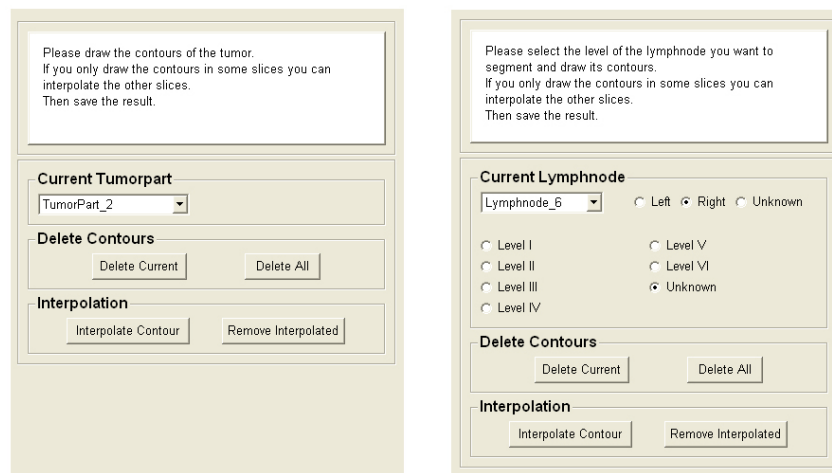 Please draw the contours of the tumor.
If you only draw the contours in some slices you can
interpolate the other slices.
Then save the result.
Current Tumorpart
TumorPart_2
Delete Contours
Delete Current Delete All
Interpolation
Interpolate Contour Remove Interpolated
Please select the level of the lymphnode you want to
segment and draw its contours.
If you only draw the contours in some slices you can
interpolate the other slices.
Then save the result.
Current Lymphnode
Lymphnode_6 Left Right Unknown
Level I Level V
Level II Level VI
Level III Unknown
Level IV
Delete Contours
Delete Current Delete All
Interpolation
Interpolate Contour Remove Interpolated